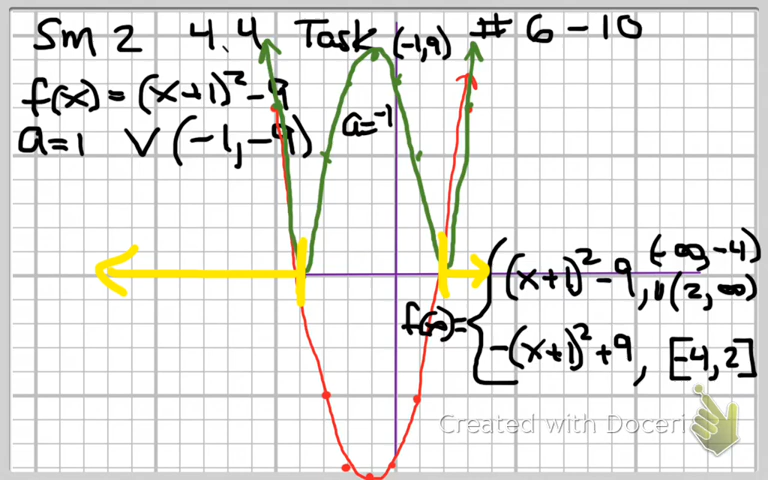 Sm 2 4.4 Task # 6-10
(-1,9)
f(x) = (x+1)² - 9
a=1 V (-1,-9)
a=-1
f(x)= { (x+1)² - 9, (-∞,-4) U (2,∞)
-(x+1)² + 9, [-4,2]
Created with Doceri